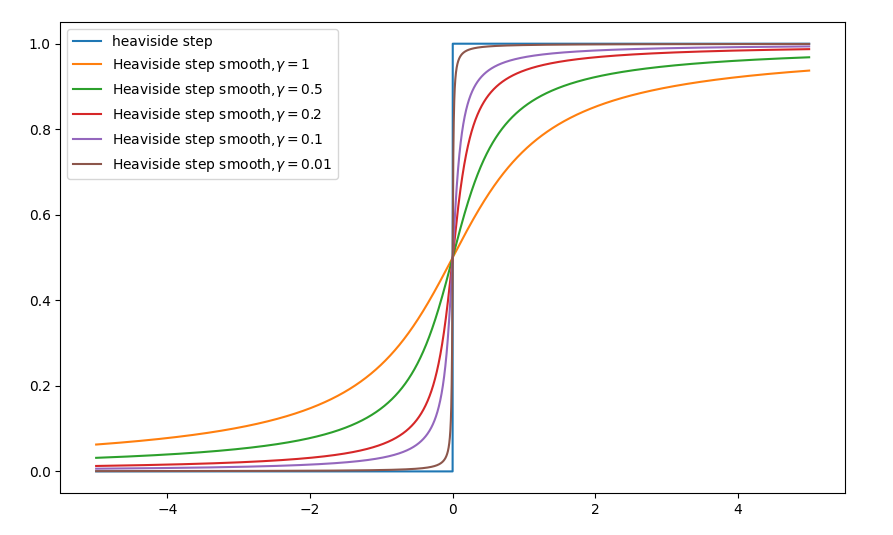 heaviside step
Heaviside step smooth,γ = 1
Heaviside step smooth,γ = 0.5
Heaviside step smooth,γ = 0.2
Heaviside step smooth,γ = 0.1
Heaviside step smooth,γ = 0.01
1.0
0.8
0.6
0.4
0.2
0.0
−4 −2 0 2 4